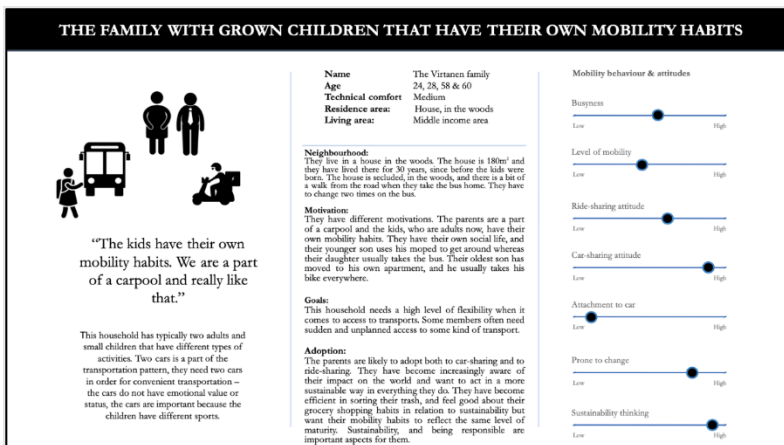 THE FAMILY WITH GROWN CHILDREN THAT HAVE THEIR OWN MOBILITY HABITS
“The kids have their own
mobility habits. We are a part
of a carpool and really like
that.”
This household has typically two adults and
small children that have different types of
activities. Two cars is a part of the
transportation pattern, they need two cars
in order for convenient transportation –
the cars do not have emotional value or
status, the cars are important because the
children have different sports.
Name The Virtanen family
Age 24, 28, 58 & 60
Technical comfort Medium
Residence area: House, in the woods
Living area: Middle income area
Neighbourhood:
They live in a house in the woods. The house is 180m² and
they have lived there for 30 years, since before the kids were
born. The house is secluded, in the woods, and there is a bit of
a walk from the road when they take the bus home. They have
to change two times on the bus.
Motivation:
They have different motivations. The parents are a part
of a carpool and the kids, who are adults now, have their
own mobility habits. They have their own social life, and
their younger son uses his moped to get around whereas
their daughter usually takes the bus. Their oldest son has
moved to his own apartment, and he usually takes his
bike everywhere.
Goals:
This household needs a high level of flexibility when it
comes to access to transports. Some members often need
sudden and unplanned access to some kind of transport.
Adoption:
The parents are likely to adopt both to car-sharing and to
ride-sharing. They have become increasingly aware of
their impact on the world and want to act in a more
sustainable way in everything they do. They have become
efficient in sorting their trash, and feel good about their
grocery shopping habits in relation to sustainability but
want their mobility habits to reflect the same level of
maturity. Sustainability, and being responsible are
important aspects for them.
Mobility behaviour & attitudes
Busyness
Low High
Level of mobility
Low High
Ride-sharing attitude
Low High
Car-sharing attitude
Low High
Attachment to car
Low High
Prone to change
Low High
Sustainability thinking
Low High